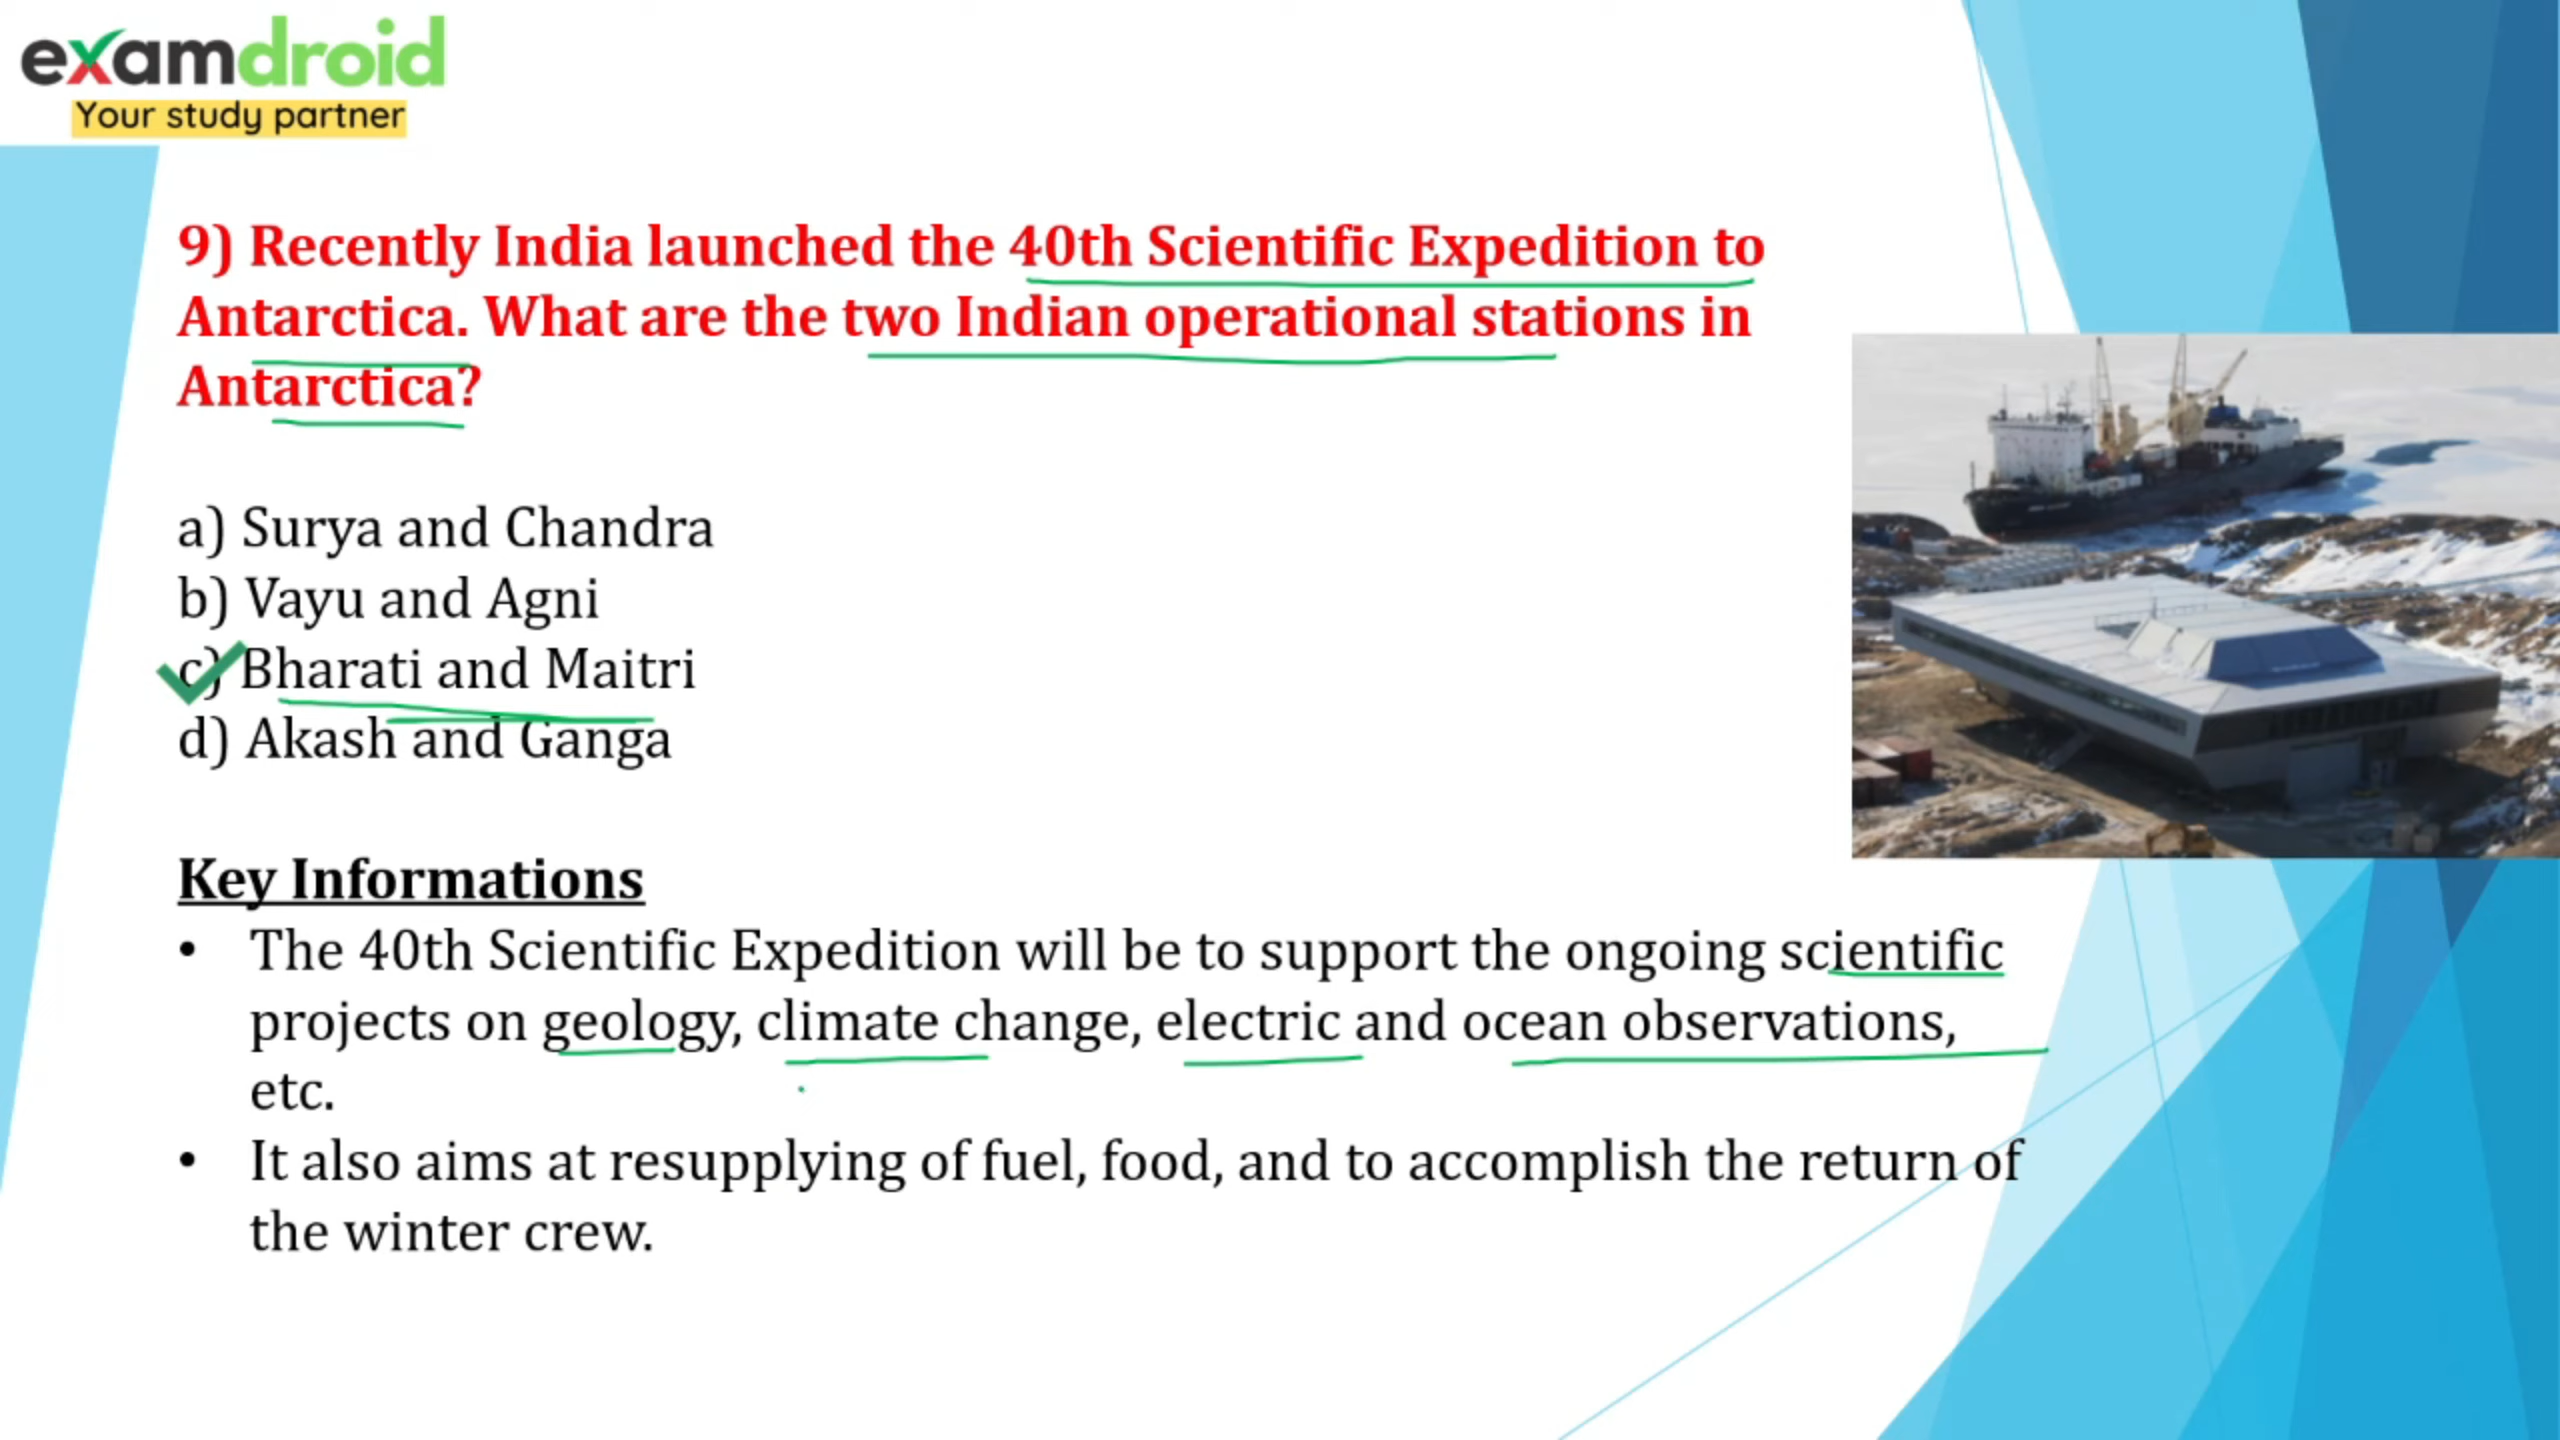 examdroid
Your study partner
9) Recently India launched the 40th Scientific Expedition to
Antarctica. What are the two Indian operational stations in
Antarctica?
a) Surya and Chandra
b) Vayu and Agni
c) Bharati and Maitri
d) Akash and Ganga
Key Informations
• The 40th Scientific Expedition will be to support the ongoing scientific
projects on geology, climate change, electric and ocean observations,
etc.
• It also aims at resupplying of fuel, food, and to accomplish the return of
the winter crew.